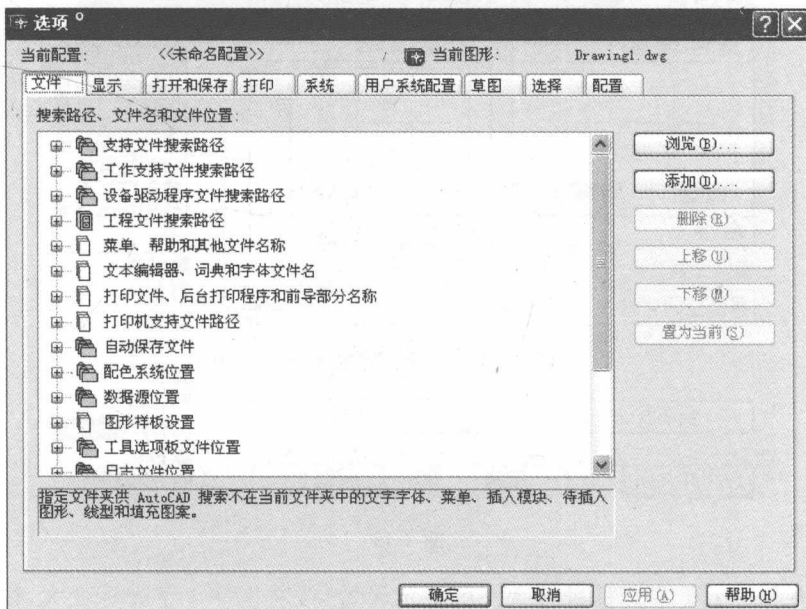 选项
当前配置: <<未命名配置>> 当前图形: Drawing1.dwg
文件 显示 打开和保存 打印 系统 用户系统配置 草图 选择 配置
搜索路径、文件名和文件位置:
支持文件搜索路径
工作支持文件搜索路径
设备驱动程序文件搜索路径
工程文件搜索路径
菜单、帮助和其他文件名称
文本编辑器、词典和字体文件名
打印文件、后台打印程序和前导部分名称
打印机支持文件路径
自动保存文件
配色系统位置
数据源位置
图形样板设置
工具选项板文件位置
日志文件位置
浏览(B)...
添加(D)...
删除(R)
上移(U)
下移(M)
置为当前(S)
指定文件夹供 AutoCAD 搜索不在当前文件夹中的文字字体、菜单、插入模块、待插入
图形、线型和填充图案。
确定 取消 应用(A) 帮助(H)